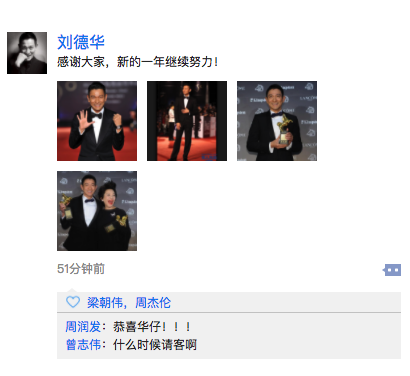 刘德华
感谢大家，新的一年继续努力！
51分钟前
梁朝伟，周杰伦
周润发：恭喜华仔！！！
曾志伟：什么时候请客啊